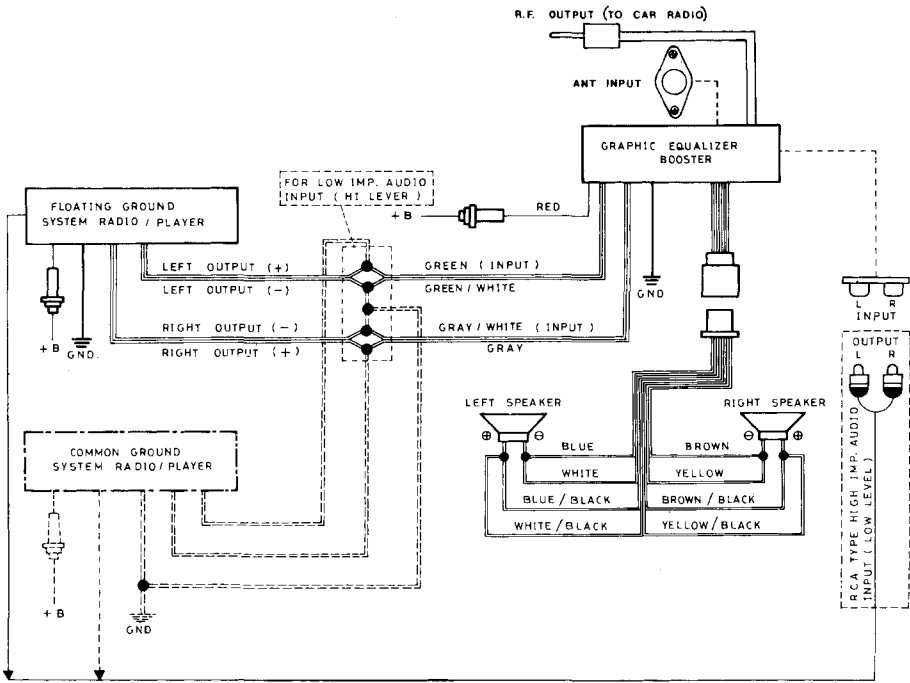 R.F. OUTPUT (TO CAR RADIO)
ANT INPUT
GRAPHIC EQUALIZER
BOOSTER
FOR LOW IMP. AUDIO
INPUT ( HI LEVER )
FLOATING GROUND
SYSTEM RADIO / PLAYER
+ B
RED
LEFT OUTPUT (+)
LEFT OUTPUT (-)
GREEN ( INPUT )
GREEN / WHITE
GND
RIGHT OUTPUT (-)
RIGHT OUTPUT (+)
GRAY / WHITE ( INPUT )
GRAY
+ B
GND.
L R
INPUT
OUTPUT
L R
RCA TYPE HIGH IMP. AUDIO
INPUT ( LOW LEVEL )
LEFT SPEAKER
RIGHT SPEAKER
⊕ ⊖
⊖ ⊕
BLUE
BROWN
WHITE
YELLOW
BLUE / BLACK
BROWN / BLACK
WHITE / BLACK
YELLOW / BLACK
COMMON GROUND
SYSTEM RADIO / PLAYER
+ B
GND